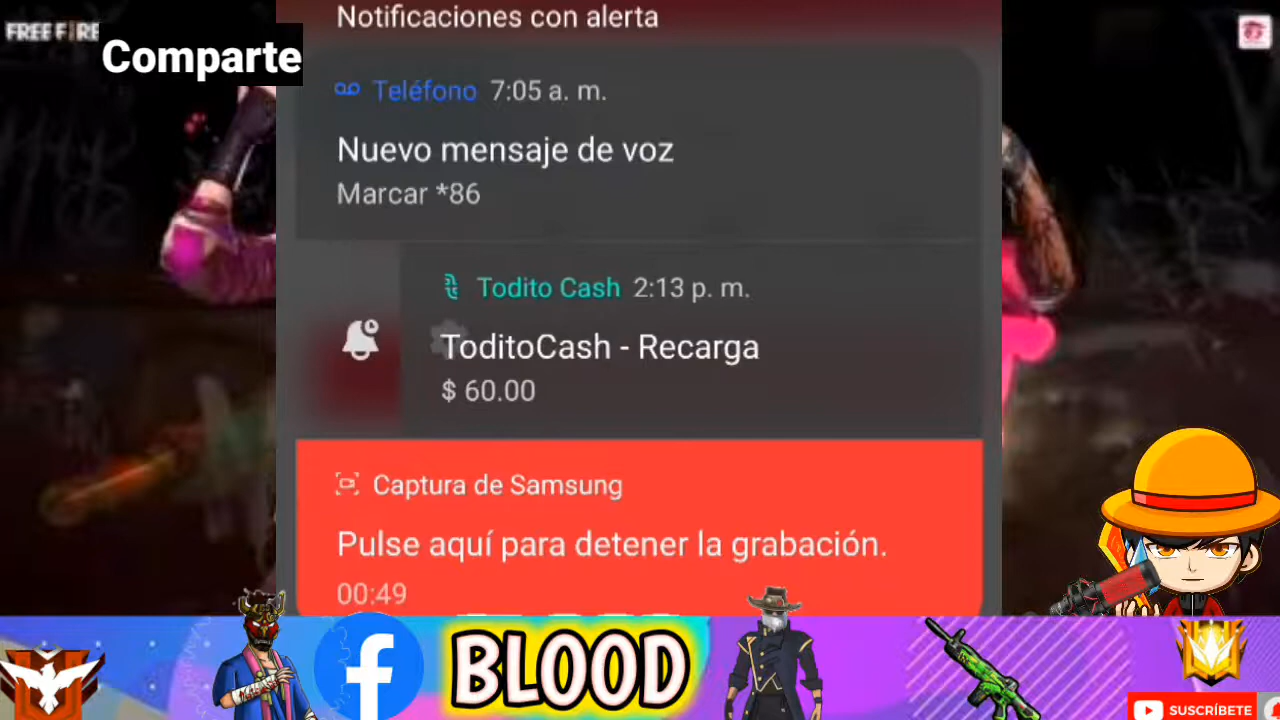 Notificaciones con alerta
FREE FIRE
Comparte
Teléfono 7:05 a. m.
Nuevo mensaje de voz
Marcar *86
Todito Cash 2:13 p. m.
ToditoCash - Recarga
$ 60.00
Captura de Samsung
Pulse aquí para detener la grabación.
00:49
BLOOD
SUSCRÍBETE